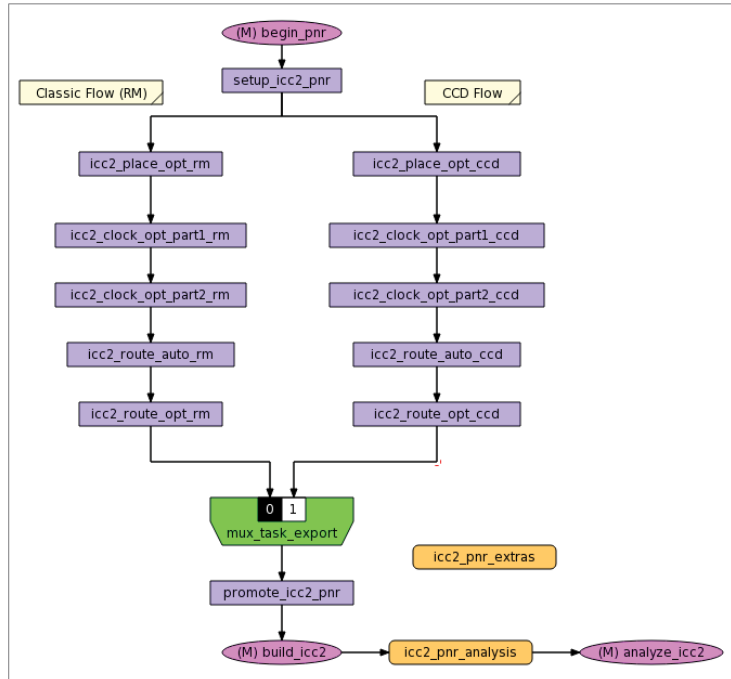 (M) begin_pnr
setup_icc2_pnr
Classic Flow (RM)
CCD Flow
icc2_place_opt_rm
icc2_place_opt_ccd
icc2_clock_opt_part1_rm
icc2_clock_opt_part1_ccd
icc2_clock_opt_part2_rm
icc2_clock_opt_part2_ccd
icc2_route_auto_rm
icc2_route_auto_ccd
icc2_route_opt_rm
icc2_route_opt_ccd
0 1
mux_task_export
icc2_pnr_extras
promote_icc2_pnr
(M) build_icc2
icc2_pnr_analysis
(M) analyze_icc2